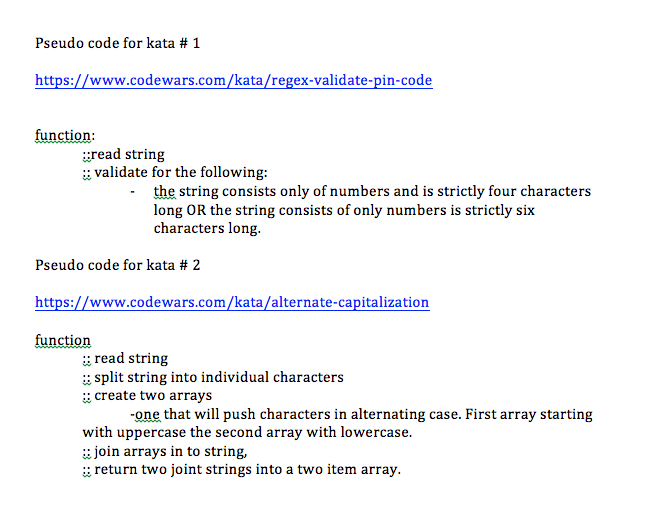 Pseudo code for kata # 1
https://www.codewars.com/kata/regex-validate-pin-code
function:
;;read string
;; validate for the following:
- the string consists only of numbers and is strictly four characters
long OR the string consists of only numbers is strictly six
characters long.
Pseudo code for kata # 2
https://www.codewars.com/kata/alternate-capitalization
function
;; read string
;; split string into individual characters
;; create two arrays
-one that will push characters in alternating case. First array starting
with uppercase the second array with lowercase.
;; join arrays in to string,
;; return two joint strings into a two item array.